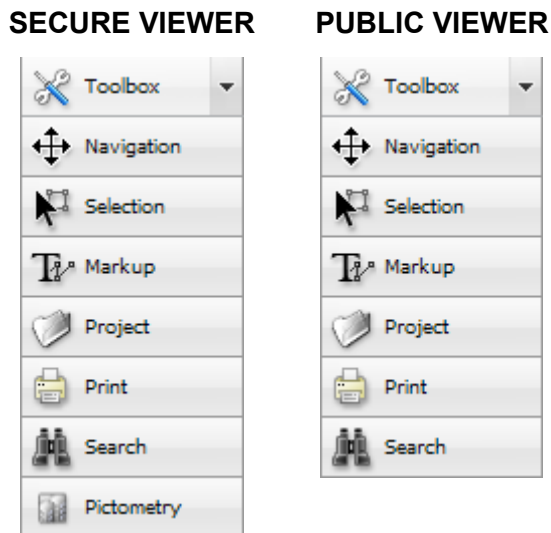 SECURE VIEWER
Toolbox
Navigation
Selection
Markup
Project
Print
Search
Pictometry
PUBLIC VIEWER
Toolbox
Navigation
Selection
Markup
Project
Print
Search